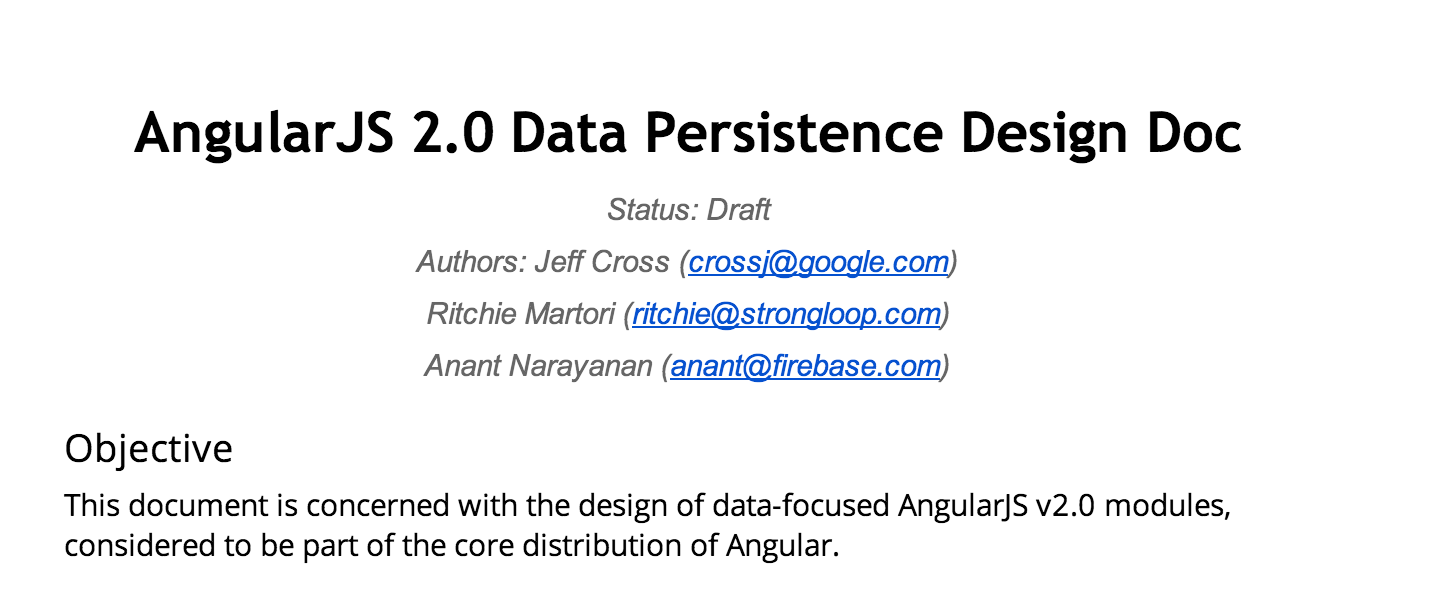 AngularJS 2.0 Data Persistence Design Doc
Status: Draft
Authors: Jeff Cross (crossj@google.com)
Ritchie Martori (ritchie@strongloop.com)
Anant Narayanan (anant@firebase.com)
Objective
This document is concerned with the design of data-focused AngularJS v2.0 modules,
considered to be part of the core distribution of Angular.